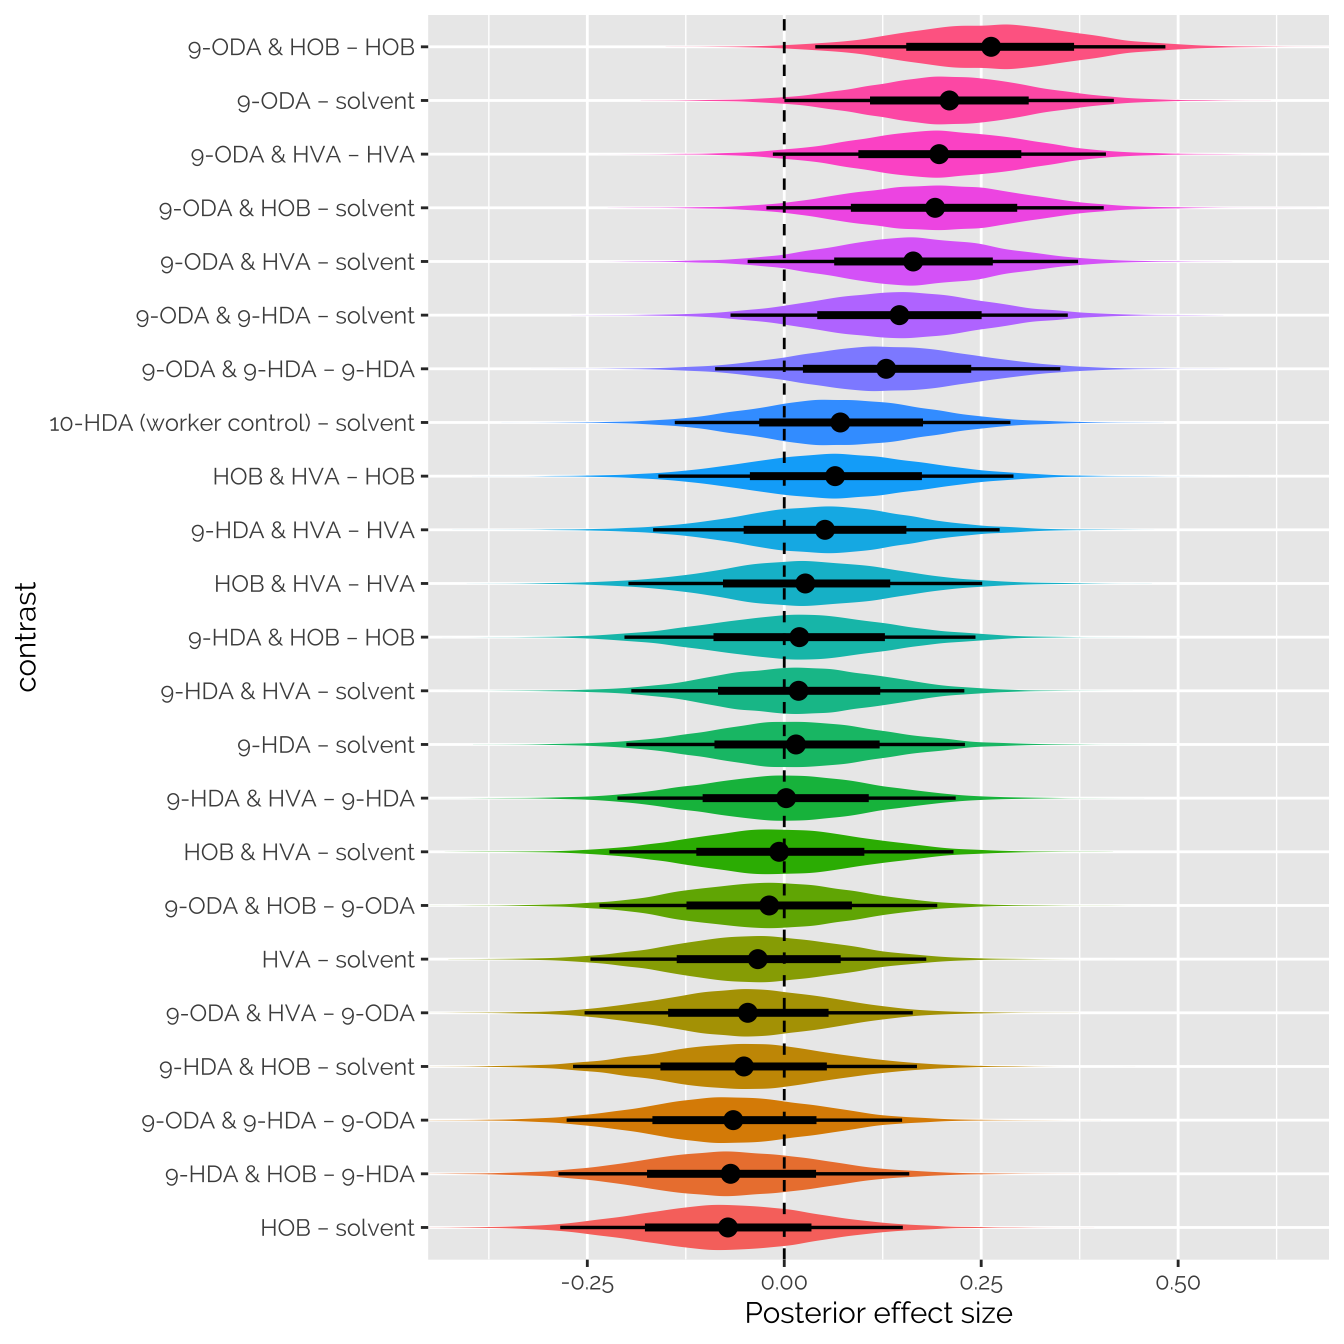 9-ODA & HOB – HOB
9-ODA – solvent
9-ODA & HVA – HVA
9-ODA & HOB – solvent
9-ODA & HVA – solvent
9-ODA & 9-HDA – solvent
9-ODA & 9-HDA – 9-HDA
10-HDA (worker control) – solvent
HOB & HVA – HOB
9-HDA & HVA – HVA
HOB & HVA – HVA
9-HDA & HOB – HOB
9-HDA & HVA – solvent
9-HDA – solvent
9-HDA & HVA – 9-HDA
HOB & HVA – solvent
9-ODA & HOB – 9-ODA
HVA – solvent
9-ODA & HVA – 9-ODA
9-HDA & HOB – solvent
9-ODA & 9-HDA – 9-ODA
9-HDA & HOB – 9-HDA
HOB – solvent
contrast
-0.25 0.00 0.25 0.50
Posterior effect size